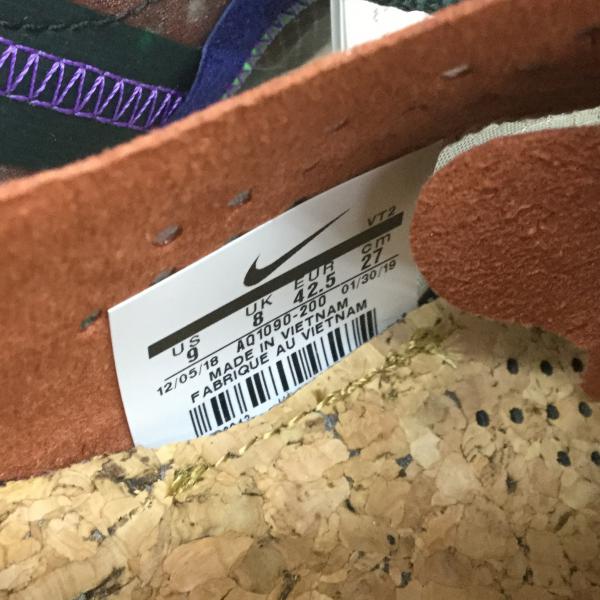 VT2
US UK EUR cm
9 8 42.5 27
AQ1090-200
12/05/18 01/30/19
MADE IN VIETNAM
FABRIQUE AU VIETNAM